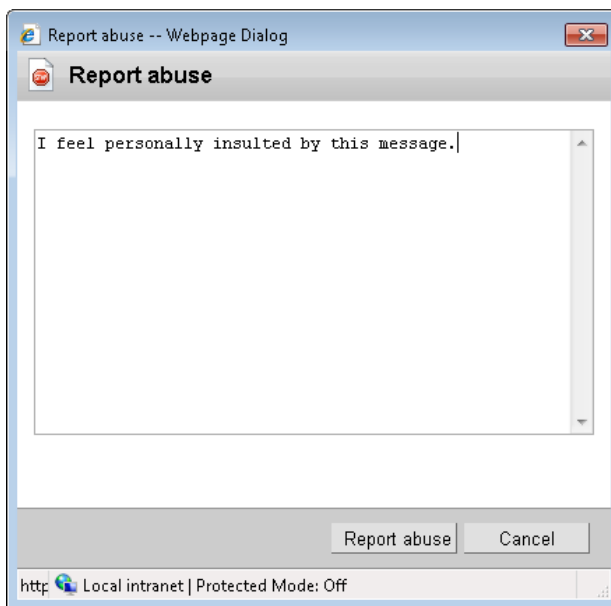 Report abuse -- Webpage Dialog
Report abuse
I feel personally insulted by this message.
Report abuse Cancel
http Local intranet | Protected Mode: Off